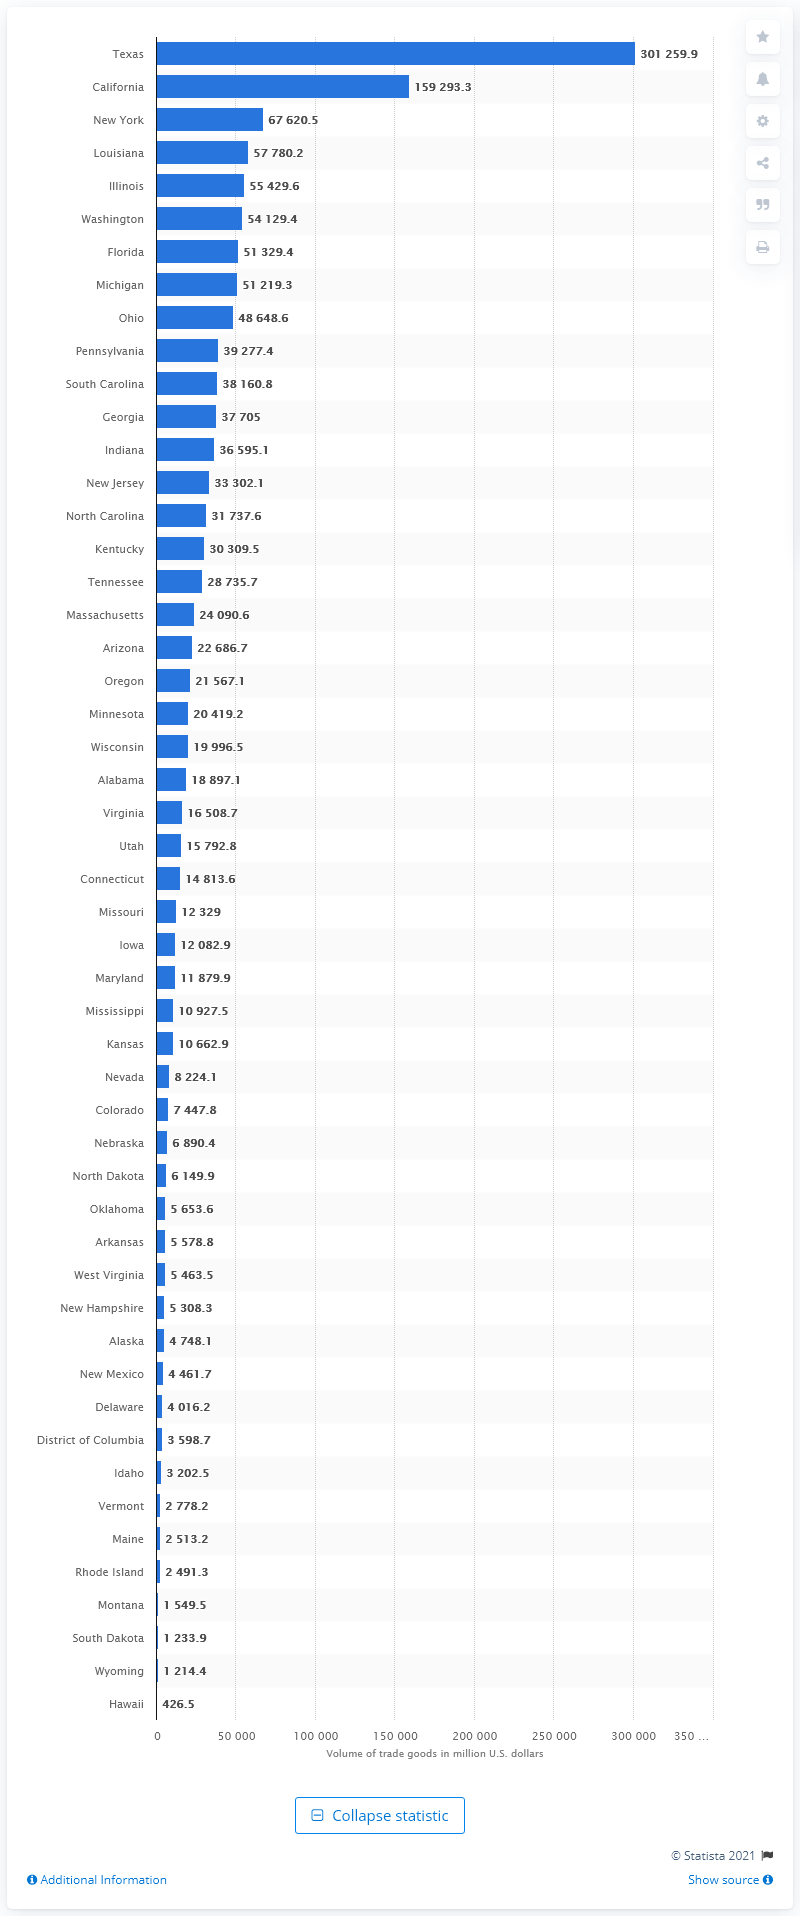 Texas 301 259.9
California 159 293.3
New York 67 620.5
Louisiana 57 780.2
Illinois 55 429.6
Washington 54 129.4
Florida 51 329.4
Michigan 51 219.3
Ohio 48 648.6
Pennsylvania 39 277.4
South Carolina 38 160.8
Georgia 37 705
Indiana 36 595.1
New Jersey 33 302.1
North Carolina 31 737.6
Kentucky 30 309.5
Tennessee 28 735.7
Massachusetts 24 090.6
Arizona 22 686.7
Oregon 21 567.1
Minnesota 20 419.2
Wisconsin 19 996.5
Alabama 18 897.1
Virginia 16 508.7
Utah 15 792.8
Connecticut 14 813.6
Missouri 12 329
Iowa 12 082.9
Maryland 11 879.9
Mississippi 10 927.5
Kansas 10 662.9
Nevada 8 224.1
Colorado 7 447.8
Nebraska 6 890.4
North Dakota 6 149.9
Oklahoma 5 653.6
Arkansas 5 578.8
West Virginia 5 463.5
New Hampshire 5 308.3
Alaska 4 748.1
New Mexico 4 461.7
Delaware 4 016.2
District of Columbia 3 598.7
Idaho 3 202.5
Vermont 2 778.2
Maine 2 513.2
Rhode Island 2 491.3
Montana 1 549.5
South Dakota 1 233.9
Wyoming 1 214.4
Hawaii 426.5
0 50 000 100 000 150 000 200 000 250 000 300 000 350 ...
Volume of trade goods in million U.S. dollars
Collapse statistic
© Statista 2021
Additional Information Show source